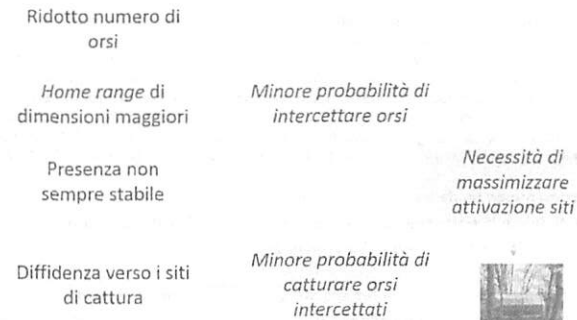 Ridotto numero di
orsi
Home range di
dimensioni maggiori
Minore probabilità di
intercettare orsi
Presenza non
sempre stabile
Necessità di
massimizzare
attivazione siti
Diffidenza verso i siti
di cattura
Minore probabilità di
catturare orsi
intercettati